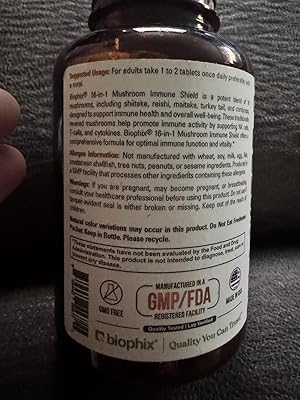 Suggested Usage: For adults take 1 to 2 tablets once daily preferably with
a meal.
Biophix® 16-in-1 Mushroom Immune Shield is a potent blend of
mushrooms, including shiitake, reishi, maitake, turkey tail, and cordyceps,
designed to support immune health and overall well-being. These traditionally
revered mushrooms help promote immune activity by supporting NK cells,
T-cells, and cytokines. Biophix® 16-in-1 Mushroom Immune Shield offers
comprehensive formula for optimal immune function and vitality.*
Allergies Information: Not manufactured with wheat, soy, milk, egg, fish,
crustacean shellfish, tree nuts, peanuts, or sesame ingredients. Produced
a GMP facility that processes other ingredients containing these allergens.
Warnings: If you are pregnant, may become pregnant, or breastfeeding
consult your healthcare professional before using this product. Do not
tamper-evident seal is either broken or missing. Keep out of the reach of
children.
Natural color variations may occur in this product. Do Not Eat Freshness
Packet. Keep in Bottle. Please recycle.
*These statements have not been evaluated by the Food and Drug
Administration. This product is not intended to diagnose, treat,
prevent any disease.
GMO FREE
MANUFACTURED IN A
GMP/FDA
REGISTERED FACILITY
MADE IN
Quality Tested | Lab Verified
biophix® Quality You Can Trust